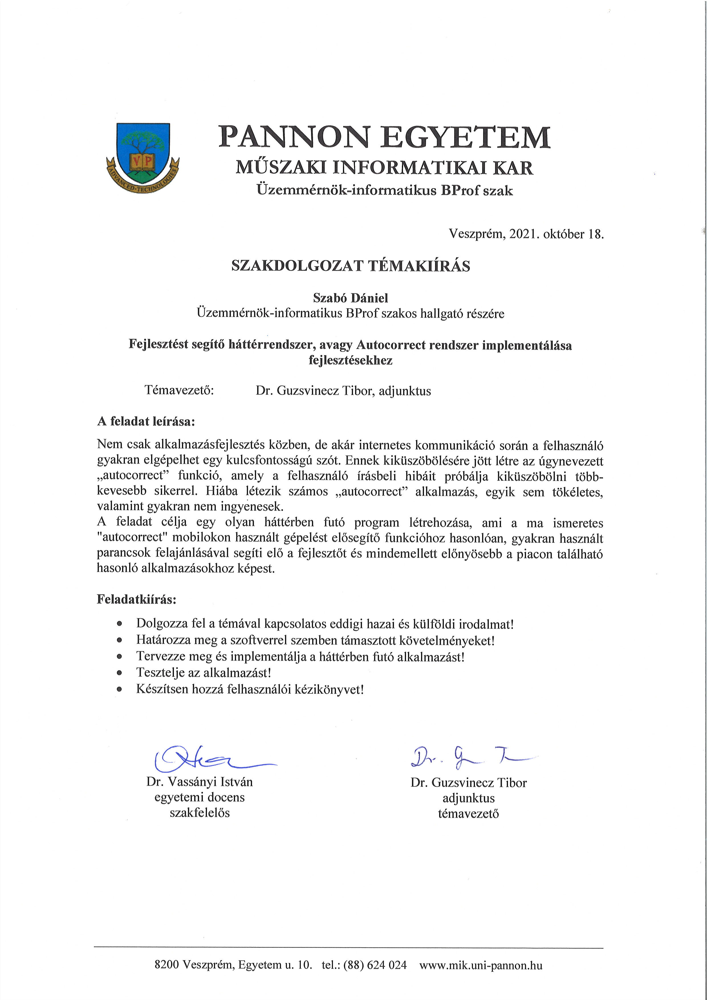 PANNON EGYETEM
MŰSZAKI INFORMATIKAI KAR
Üzemmérnök-informatikus BProf szak
V P
ADVANCED·TECHNOLOGIES
Veszprém, 2021. október 18.
SZAKDOLGOZAT TÉMAKIÍRÁS
Szabó Dániel
Üzemmérnök-informatikus BProf szakos hallgató részére
Fejlesztést segítő háttérrendszer, avagy Autocorrect rendszer implementálása
fejlesztésekhez
Témavezető: Dr. Guzsvinecz Tibor, adjunktus
A feladat leírása:
Nem csak alkalmazásfejlesztés közben, de akár internetes kommunikáció során a felhasználó
gyakran elgépelhet egy kulcsfontosságú szót. Ennek kiküszöbölésére jött létre az úgynevezett
„autocorrect” funkció, amely a felhasználó írásbeli hibáit próbálja kiküszöbölni több-
kevesebb sikerrel. Hiába létezik számos „autocorrect” alkalmazás, egyik sem tökéletes,
valamint gyakran nem ingyenesek.
A feladat célja egy olyan háttérben futó program létrehozása, ami a ma ismeretes
"autocorrect" mobilokon használt gépelést elősegítő funkcióhoz hasonlóan, gyakran használt
parancsok felajánlásával segíti elő a fejlesztőt és mindemellett előnyösebb a piacon található
hasonló alkalmazásokhoz képest.
Feladatkiírás:
• Dolgozza fel a témával kapcsolatos eddigi hazai és külföldi irodalmat!
• Határozza meg a szoftverrel szemben támasztott követelményeket!
• Tervezze meg és implementálja a háttérben futó alkalmazást!
• Tesztelje az alkalmazást!
• Készítsen hozzá felhasználói kézikönyvet!
Dr. G T
Dr. Vassányi István
egyetemi docens
szakfelelős
Dr. Guzsvinecz Tibor
adjunktus
témavezető
8200 Veszprém, Egyetem u. 10. tel.: (88) 624 024 www.mik.uni-pannon.hu